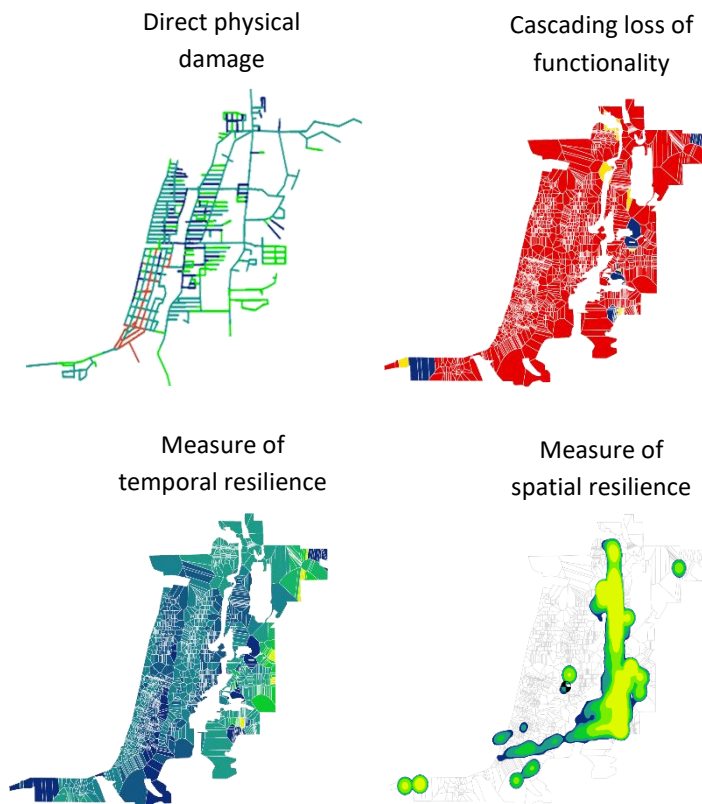 Direct physical
damage
Cascading loss of
functionality
Measure of
temporal resilience
Measure of
spatial resilience